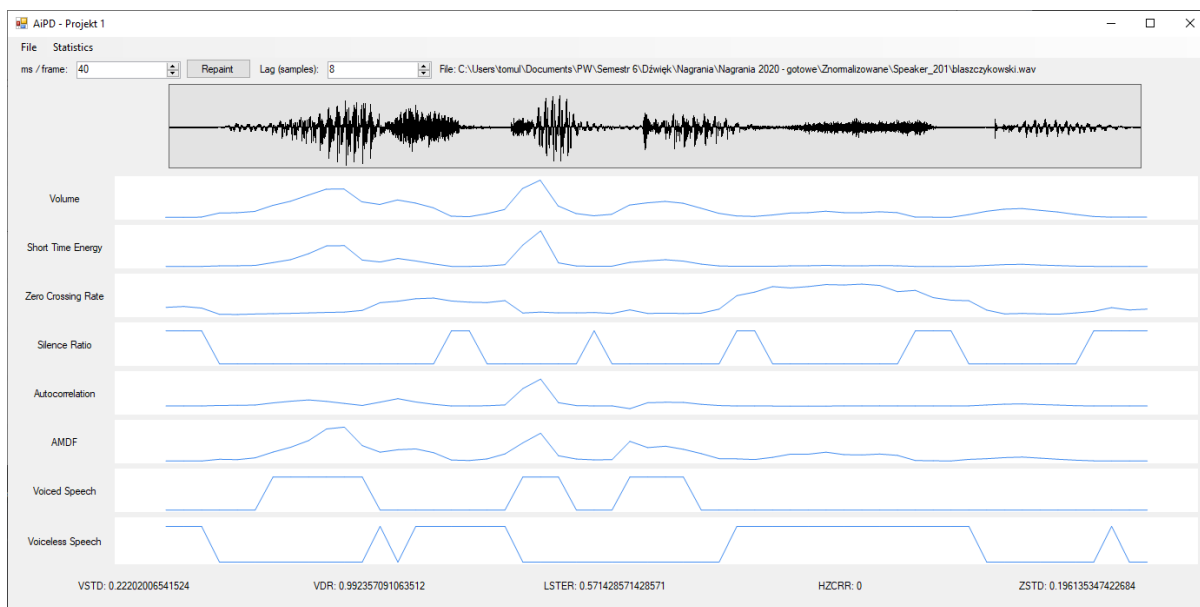 AiPD - Projekt 1
File Statistics
ms / frame: 40 Repaint Lag (samples): 8 File: C:\Users\tomul\Documents\PW\Semestr 6\Dźwięk\Nagrania\Nagrania 2020 - gotowe\Znormalizowane\Speaker_201\blaszczykowski.wav
Volume
Short Time Energy
Zero Crossing Rate
Silence Ratio
Autocorrelation
AMDF
Voiced Speech
Voiceless Speech
VSTD: 0.22202006541524 VDR: 0.992357091063512 LSTER: 0.571428571428571 HZCRR: 0 ZSTD: 0.196135347422684